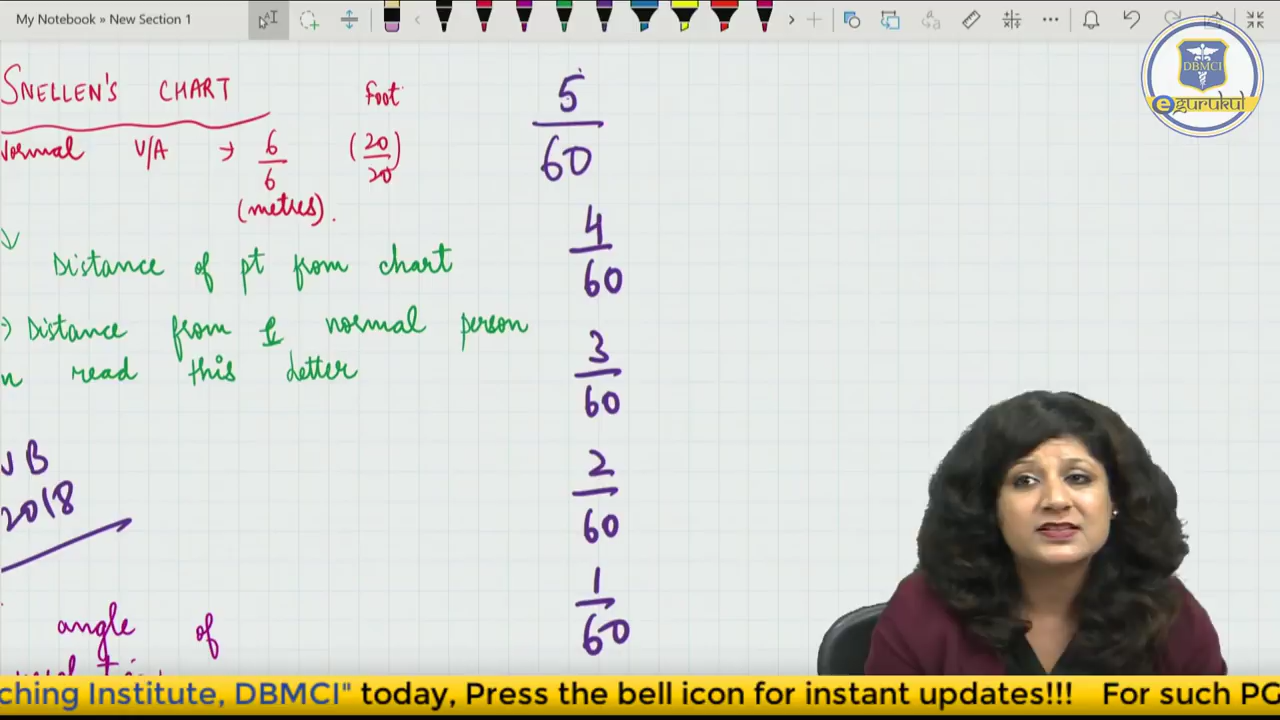 My Notebook » New Section 1
SNELLEN'S CHART
Foot
Normal V/A → 6/6 (20/20)
(metres).
Distance of pt from chart
Distance from normal person
n read this letter
VB
2018
angle of
5/60
4/60
3/60
2/60
1/60
DBMCI
e gurukul
ching Institute, DBMCI" today, Press the bell icon for instant updates!!! For such PG